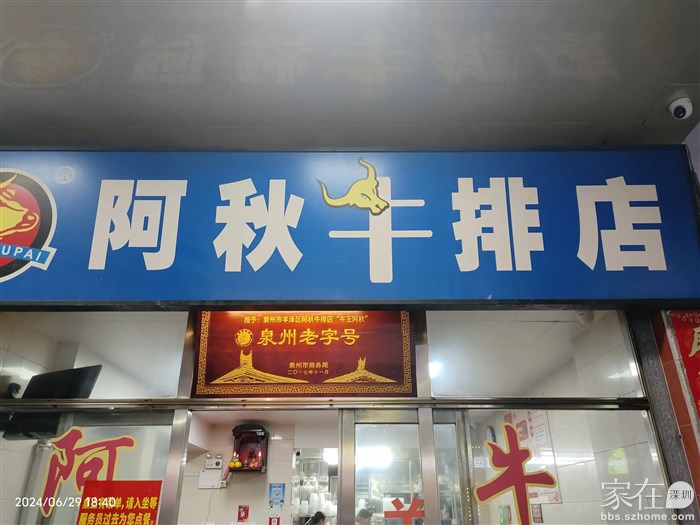 阿秋牛排店
®
UPAI
授予：泉州市丰泽区阿秋牛排店“牛王阿秋”
泉州老字号
泉州市商务局
二〇一七年十一月
阿
牛
单,请入坐等
服务员过去为您点餐
2024/06/29 18:40
家在深圳
bbs.szhome.com